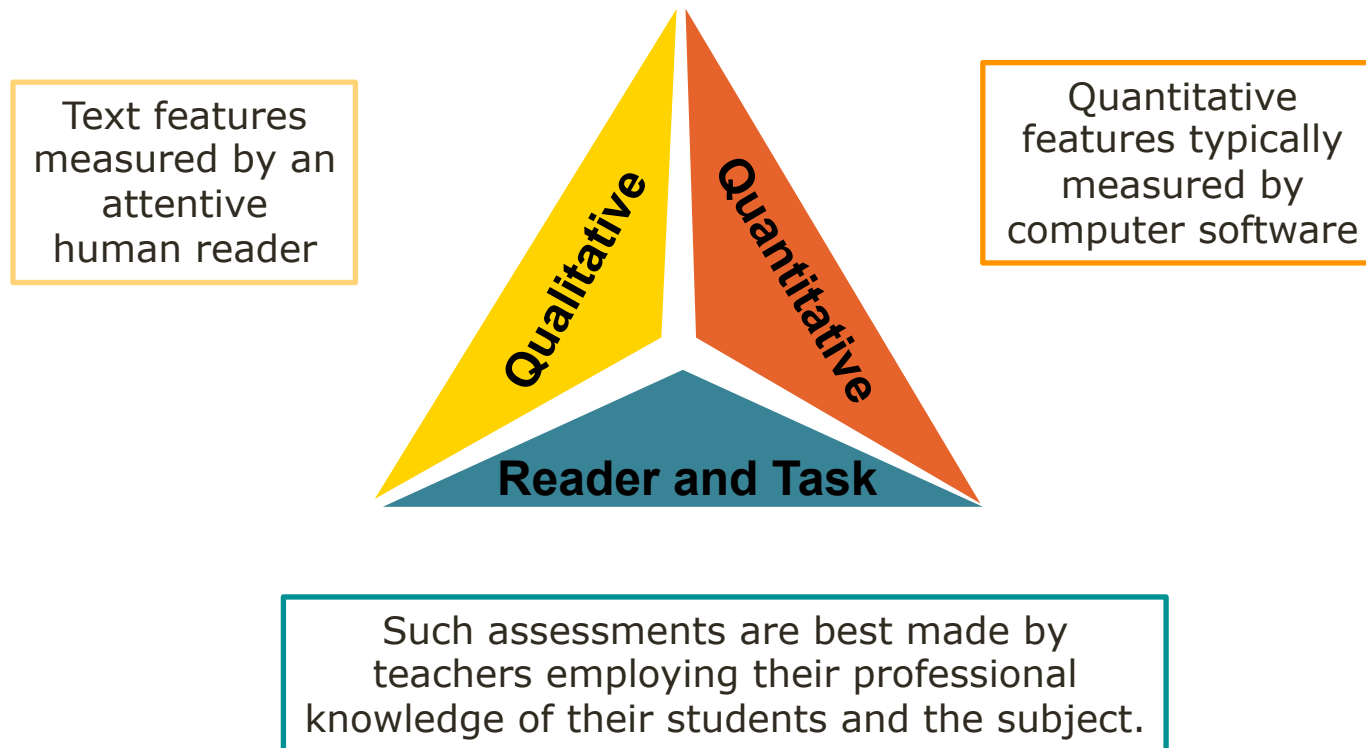 Text features
measured by an
attentive
human reader
Quantitative
features typically
measured by
computer software
Qualitative
Quantitative
Reader and Task
Such assessments are best made by
teachers employing their professional
knowledge of their students and the subject.